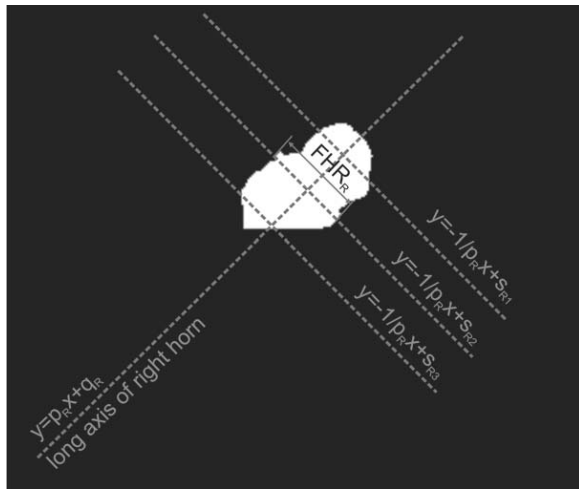 FHR_R
y=-1/p_Rx+s_R1
y=-1/p_Rx+s_R2
y=-1/p_Rx+s_R3
y=p_Rx+q_R
long axis of right horn